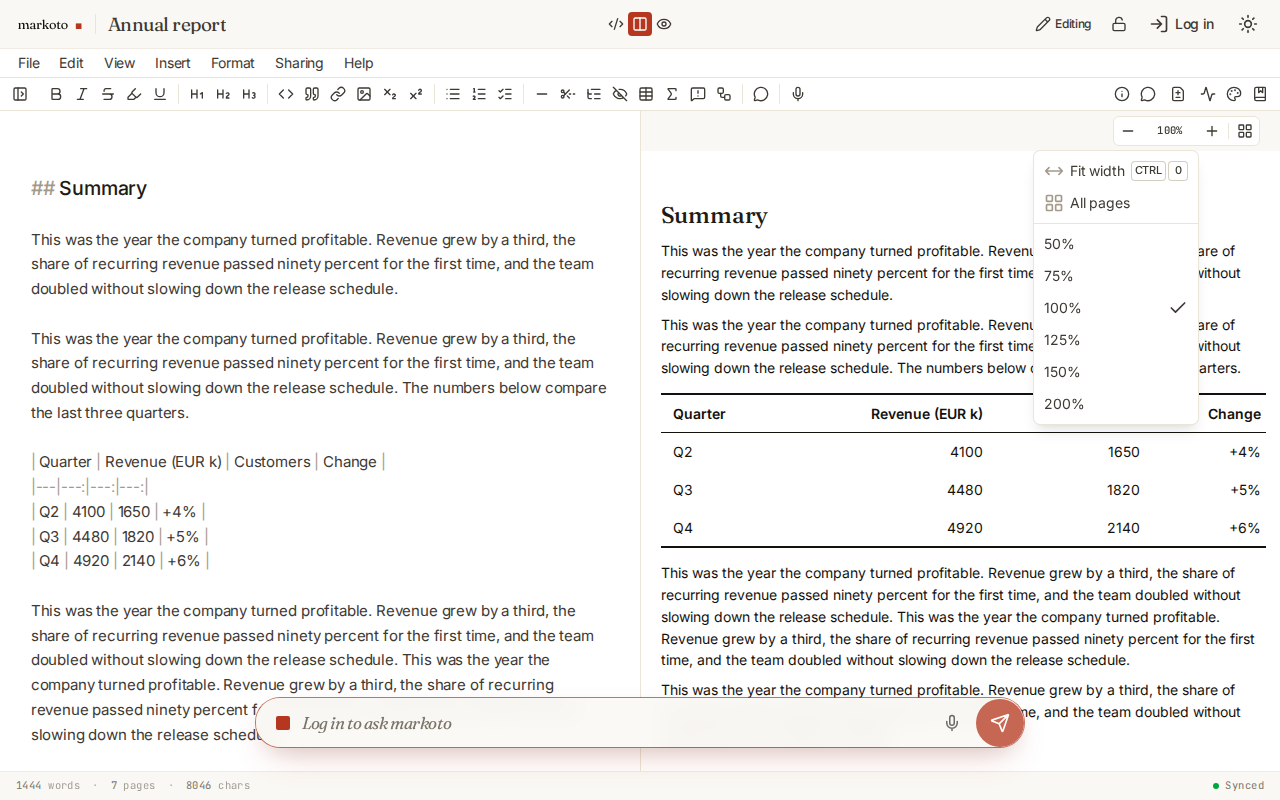 markoto
Annual report
Editing
Log in
File Edit View Insert Format Sharing Help
B I S U H1 H2 H3 X2 X2
100%
## Summary
This was the year the company turned profitable. Revenue grew by a third, the
share of recurring revenue passed ninety percent for the first time, and the team
doubled without slowing down the release schedule.
This was the year the company turned profitable. Revenue grew by a third, the
share of recurring revenue passed ninety percent for the first time, and the team
doubled without slowing down the release schedule. The numbers below compare
the last three quarters.
| Quarter | Revenue (EUR k) | Customers | Change |
|---|---:|---:|---:|
| Q2 | 4100 | 1650 | +4% |
| Q3 | 4480 | 1820 | +5% |
| Q4 | 4920 | 2140 | +6% |
This was the year the company turned profitable. Revenue grew by a third, the
share of recurring revenue passed ninety percent for the first time, and the team
doubled without slowing down the release schedule. This was the year the
company turned profitable. Revenue grew by a third, the share of recurring
revenue passed ninety percent f
slowing down the release sched
Fit width CTRL 0
All pages
50%
75%
100%
125%
150%
200%
Summary
This was the year the company turned profitable. Reven are of
recurring revenue passed ninety percent for the first time without
slowing down the release schedule.
This was the year the company turned profitable. Reven are of
recurring revenue passed ninety percent for the first time without
slowing down the release schedule. The numbers below arters.
Quarter Revenue (EUR k) Change
Q2 4100 1650 +4%
Q3 4480 1820 +5%
Q4 4920 2140 +6%
This was the year the company turned profitable. Revenue grew by a third, the share of
recurring revenue passed ninety percent for the first time, and the team doubled without
slowing down the release schedule. This was the year the company turned profitable.
Revenue grew by a third, the share of recurring revenue passed ninety percent for the first
time, and the team doubled without slowing down the release schedule.
This was the year the company turned profitable. Revenue grew by a third, the share of
me, and the team doubled without
Log in to ask markoto
1444 words · 7 pages · 8046 chars
Synced